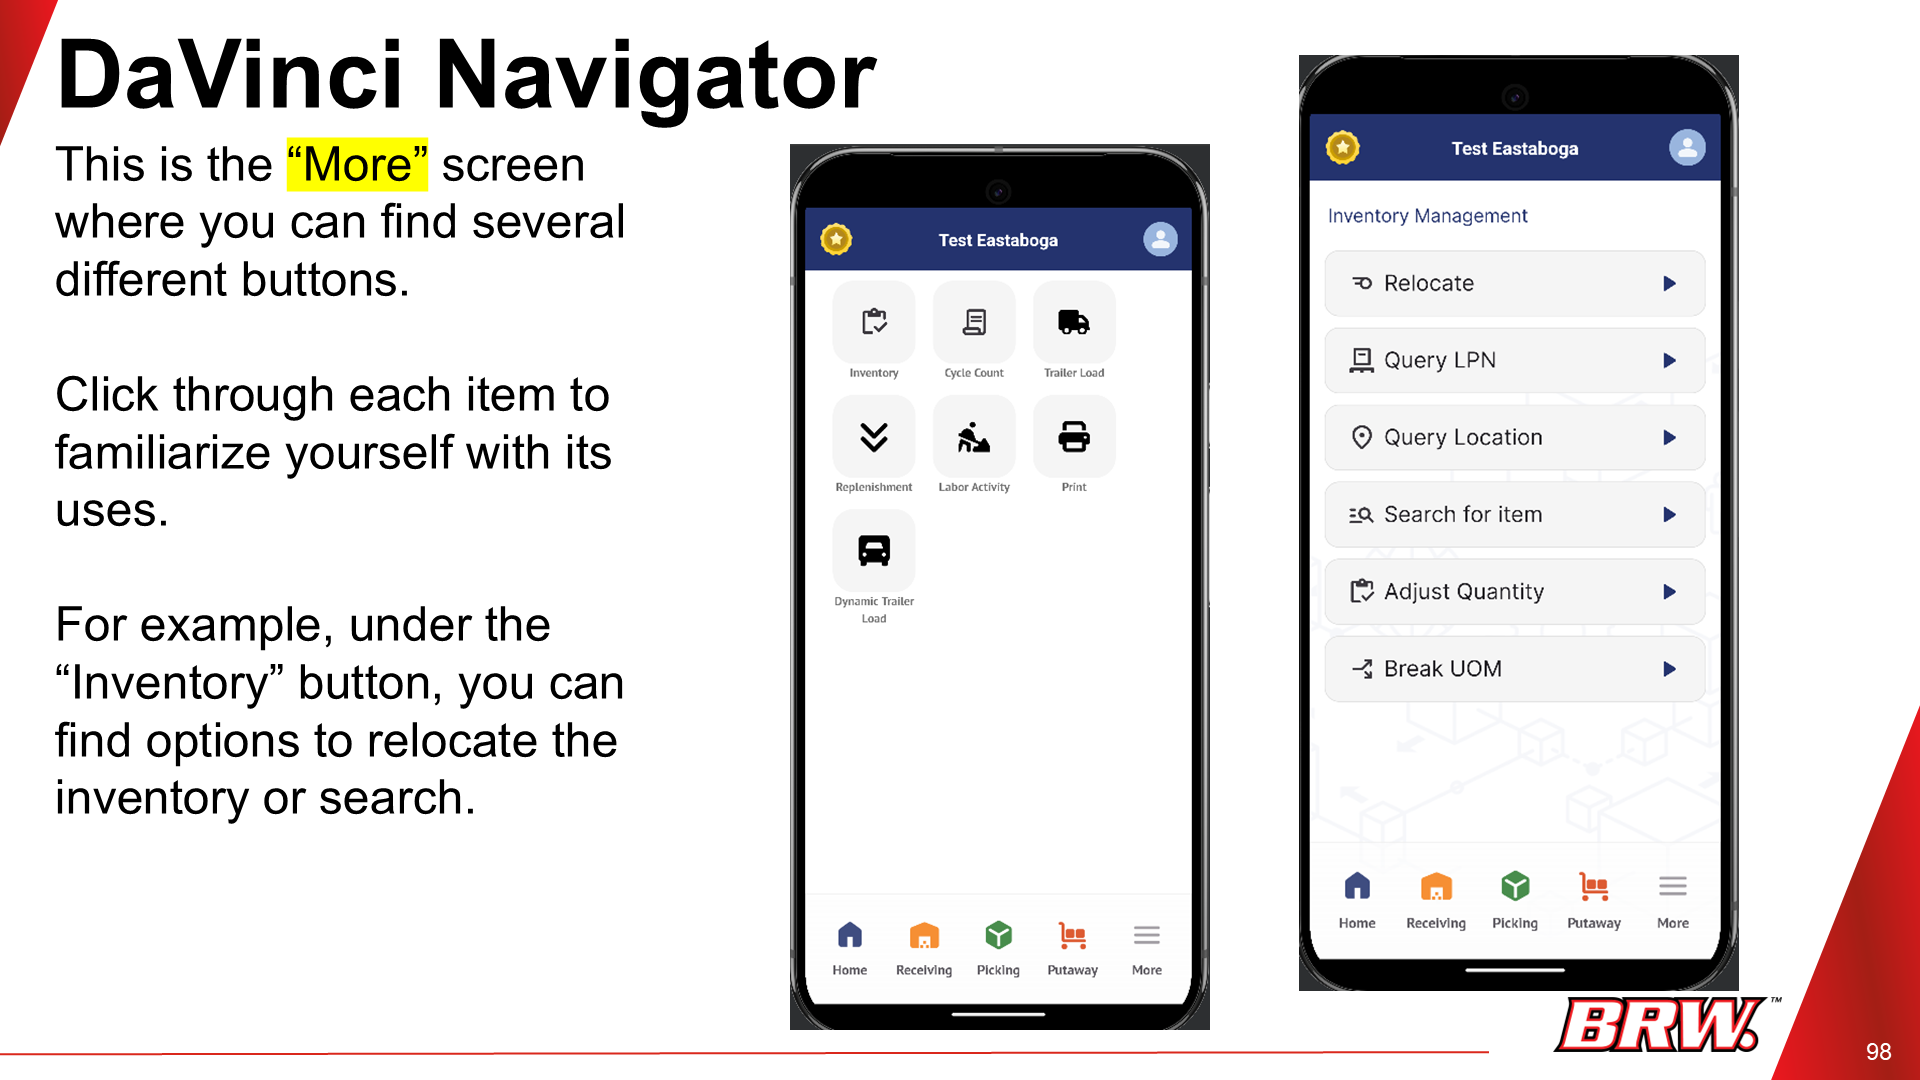 DaVinci Navigator
This is the “More” screen
where you can find several
different buttons.
Click through each item to
familiarize yourself with its
uses.
For example, under the
“Inventory” button, you can
find options to relocate the
inventory or search.
Test Eastaboga
Inventory
Cycle Count
Trailer Load
Replenishment
Labor Activity
Print
Dynamic Trailer
Load
Home
Receiving
Picking
Putaway
More
Test Eastaboga
Inventory Management
Relocate
Query LPN
Query Location
Search for item
Adjust Quantity
Break UOM
Home
Receiving
Picking
Putaway
More
BRW.™
98